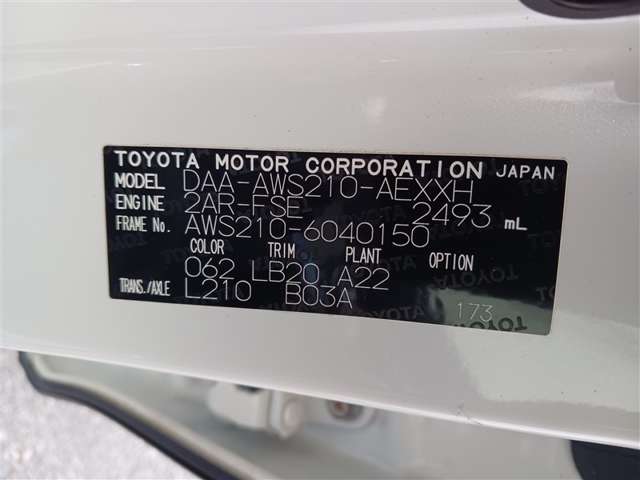 TOYOTA MOTOR CORPORATION JAPAN
MODEL DAA-AWS210-AEXXH
ENGINE 2AR-FSE 2493 mL
FRAME No. AWS210-6040150
COLOR TRIM PLANT OPTION
062 LB20 A22
TRANS./AXLE L210 B03A
173